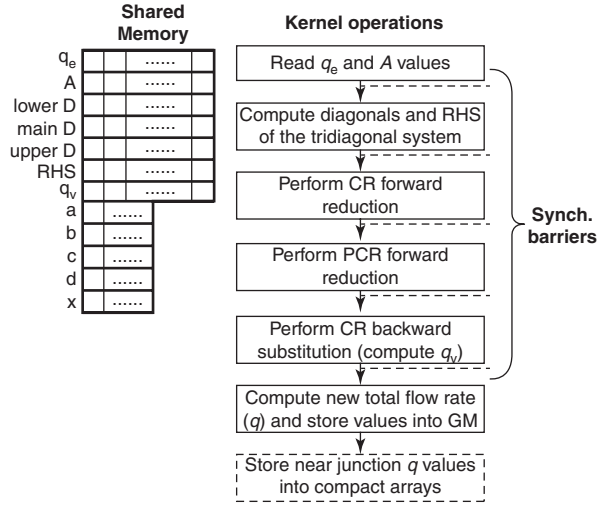 Shared
Memory
Kernel operations
qe ......
A ......
lower D ......
main D ......
upper D ......
RHS ......
qv ......
a ......
b ......
c ......
d ......
x ......
Read qe and A values
Compute diagonals and RHS
of the tridiagonal system
Perform CR forward
reduction
Perform PCR forward
reduction
Perform CR backward
substitution (compute qv)
Compute new total flow rate
(q) and store values into GM
Store near junction q values
into compact arrays
Synch.
barriers